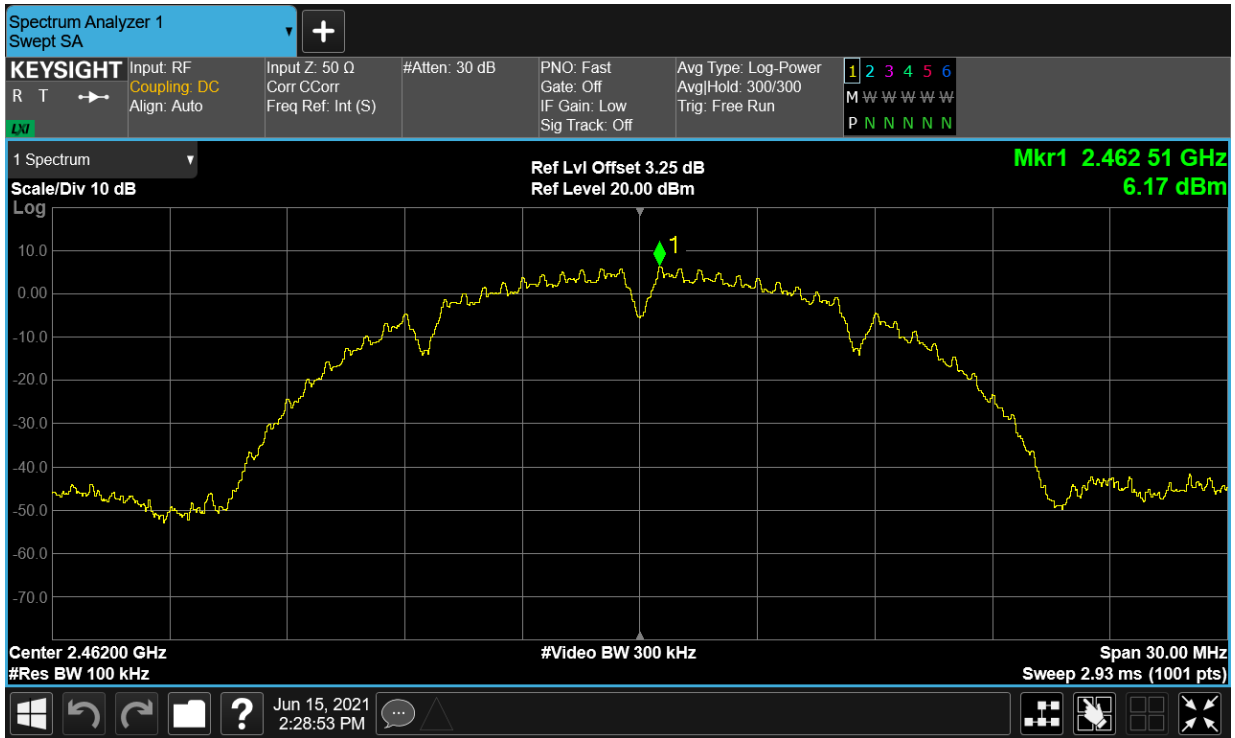 Spectrum Analyzer 1
Swept SA
KEYSIGHT
R T
LXI
Input: RF
Coupling: DC
Align: Auto
Input Z: 50 Ω
Corr CCorr
Freq Ref: Int (S)
#Atten: 30 dB
PNO: Fast
Gate: Off
IF Gain: Low
Sig Track: Off
Avg Type: Log-Power
Avg|Hold: 300/300
Trig: Free Run
1 2 3 4 5 6
M W W W W W
P N N N N N
1 Spectrum
Scale/Div 10 dB
Log
Ref Lvl Offset 3.25 dB
Ref Level 20.00 dBm
Mkr1 2.462 51 GHz
6.17 dBm
1
10.0
0.00
-10.0
-20.0
-30.0
-40.0
-50.0
-60.0
-70.0
Center 2.46200 GHz
#Res BW 100 kHz
#Video BW 300 kHz
Span 30.00 MHz
Sweep 2.93 ms (1001 pts)
?
Jun 15, 2021
2:28:53 PM